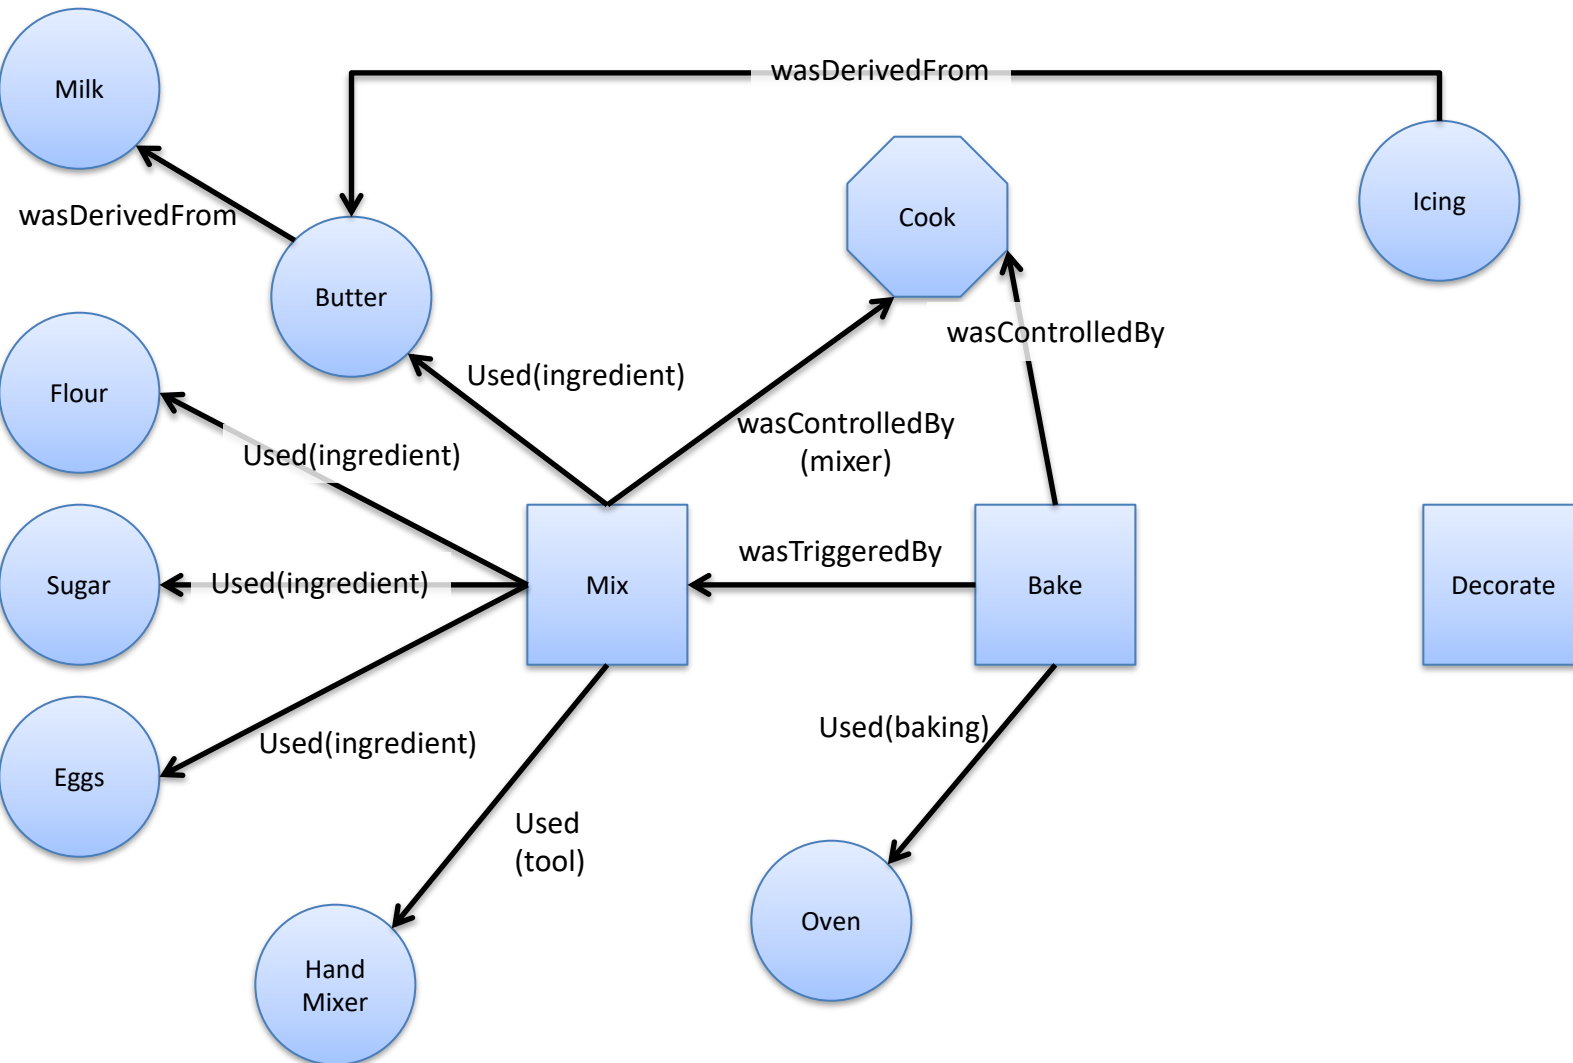 wasDerivedFrom
Milk
Icing
wasDerivedFrom
Cook
Butter
wasControlledBy
Used(ingredient)
Flour
wasControlledBy
(mixer)
Used(ingredient)
wasTriggeredBy
Sugar
Used(ingredient)
Mix
Bake
Decorate
Used(baking)
Used(ingredient)
Eggs
Used
(tool)
Oven
Hand
Mixer